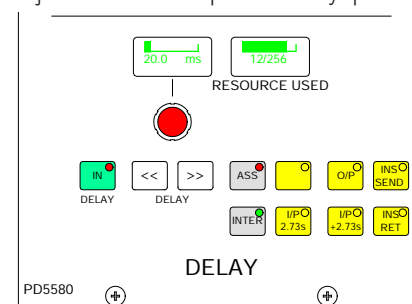 20.0 ms
12/256
RESOURCE USED
IN
<<
>>
ASS
O/P
INS SEND
DELAY
DELAY
INTER
I/P 2.73s
I/P +2.73s
INS RET
DELAY
PD5580